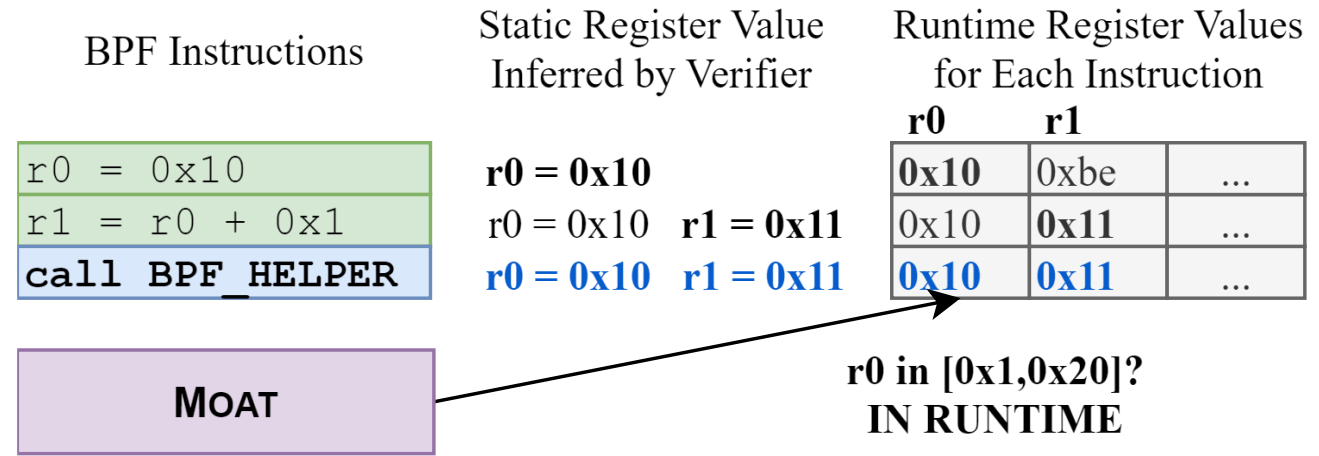 BPF Instructions
Static Register Value
Inferred by Verifier
Runtime Register Values
for Each Instruction
r0 r1
r0 = 0x10
r0 = 0x10
0x10 0xbe ...
r1 = r0 + 0x1
r0 = 0x10 r1 = 0x11
0x10 0x11 ...
call BPF_HELPER
r0 = 0x10 r1 = 0x11
0x10 0x11 ...
MOAT
r0 in [0x1,0x20]?
IN RUNTIME